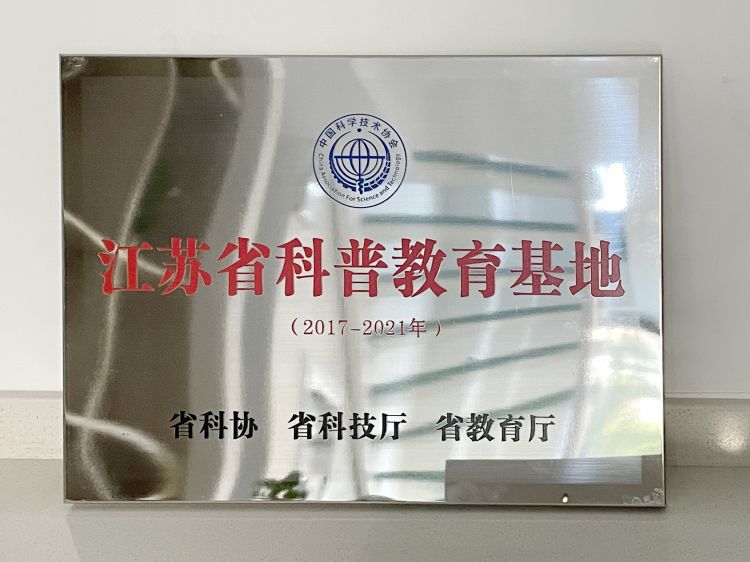 中国科学技术协会
China Association For Science and Technology
江苏省科普教育基地
（2017-2021年）
省科协 省科技厅 省教育厅